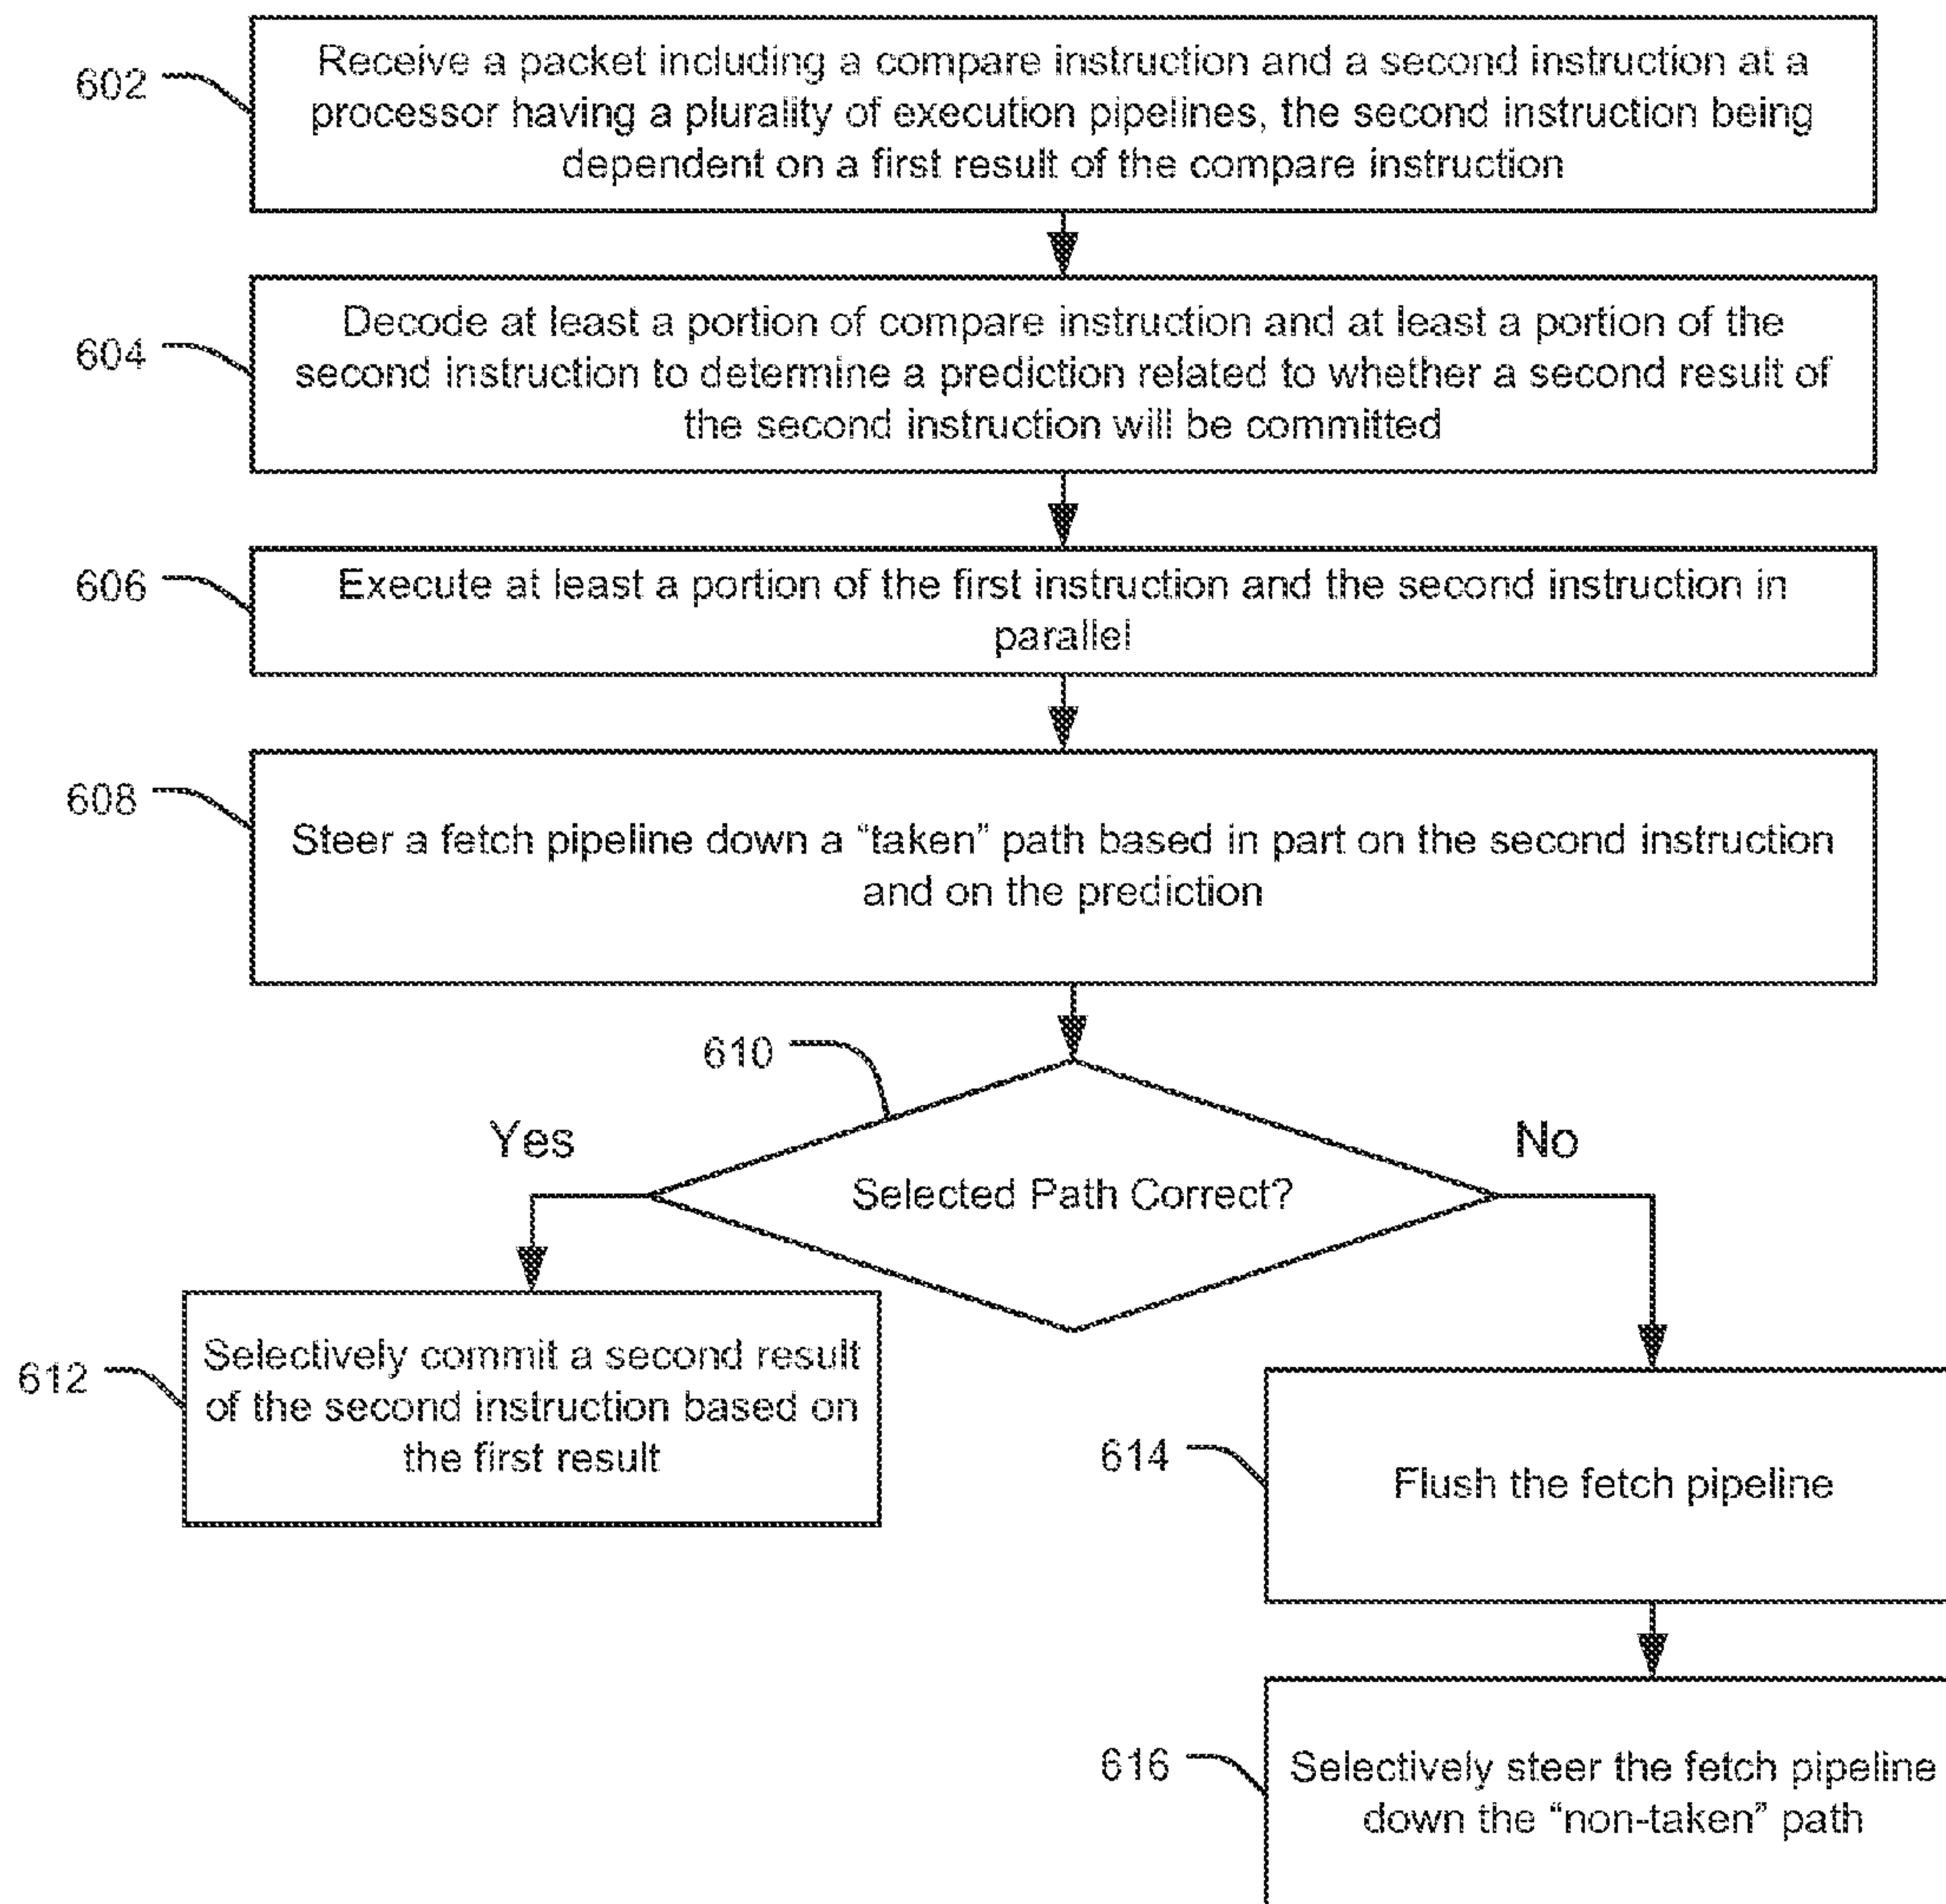 602
Receive a packet including a compare instruction and a second instruction at a
processor having a plurality of execution pipelines, the second instruction being
dependent on a first result of the compare instruction
604
Decode at least a portion of compare instruction and at least a portion of the
second instruction to determine a prediction related to whether a second result of
the second instruction will be committed
606
Execute at least a portion of the first instruction and the second instruction in
parallel
608
Steer a fetch pipeline down a “taken” path based in part on the second instruction
and on the prediction
610
Yes
No
Selected Path Correct?
612
Selectively commit a second result
of the second instruction based on
the first result
614
Flush the fetch pipeline
616
Selectively steer the fetch pipeline
down the “non-taken” path